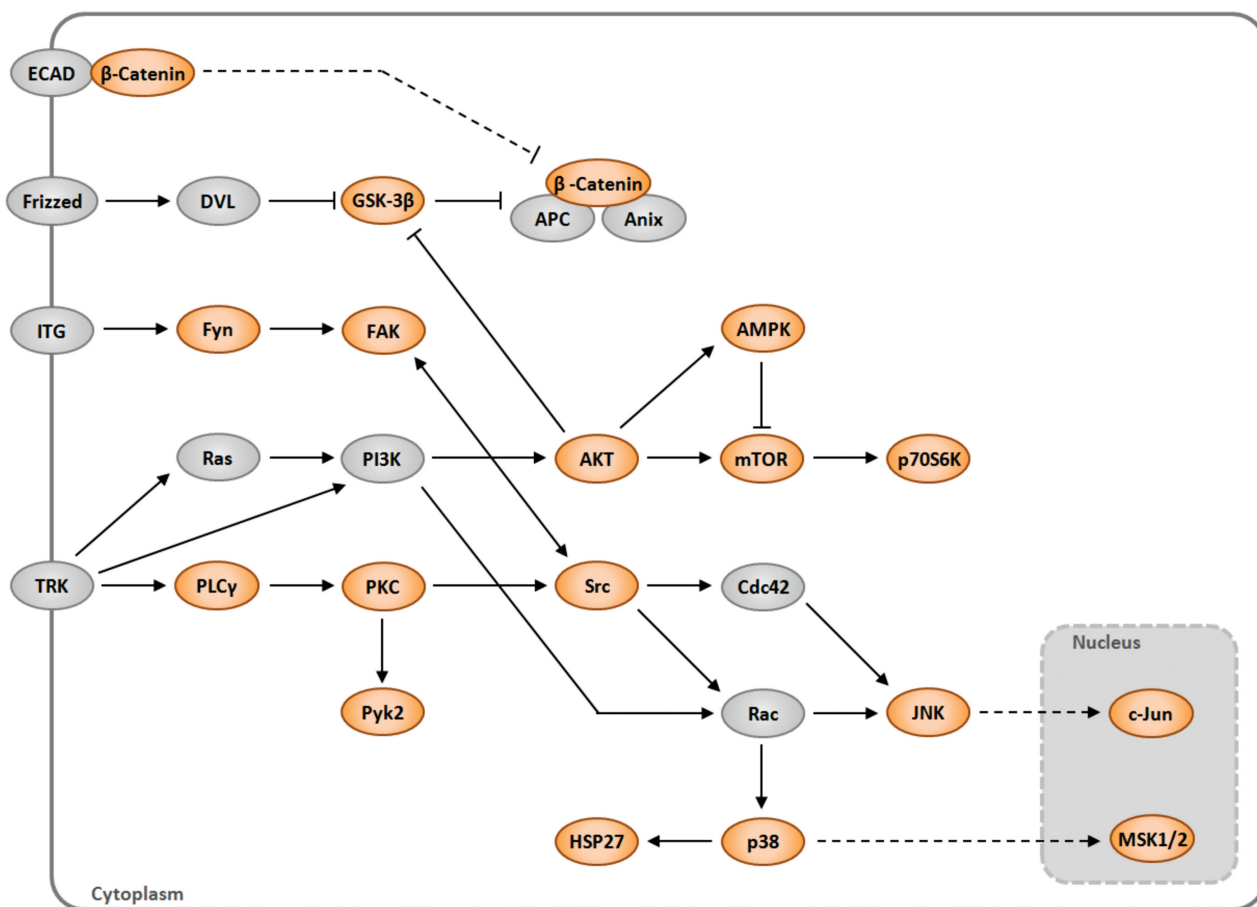 ECAD
β-Catenin
β -Catenin
Frizzed
DVL
GSK-3β
APC
Anix
ITG
Fyn
FAK
AMPK
Ras
PI3K
AKT
mTOR
p70S6K
TRK
PLCγ
PKC
Src
Cdc42
Nucleus
Pyk2
Rac
JNK
c-Jun
HSP27
p38
MSK1/2
Cytoplasm